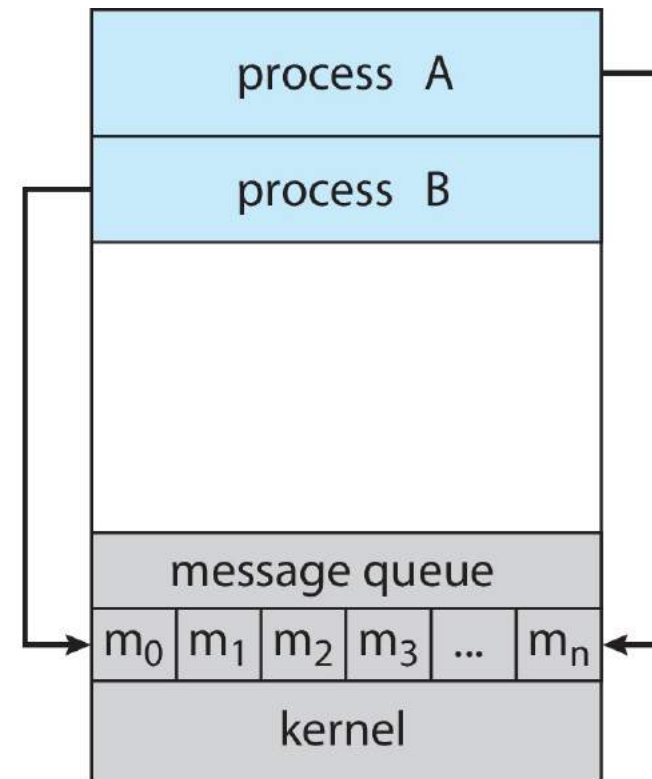 process A
process B
message queue
m₀ m₁ m₂ m₃ ... mₙ
kernel